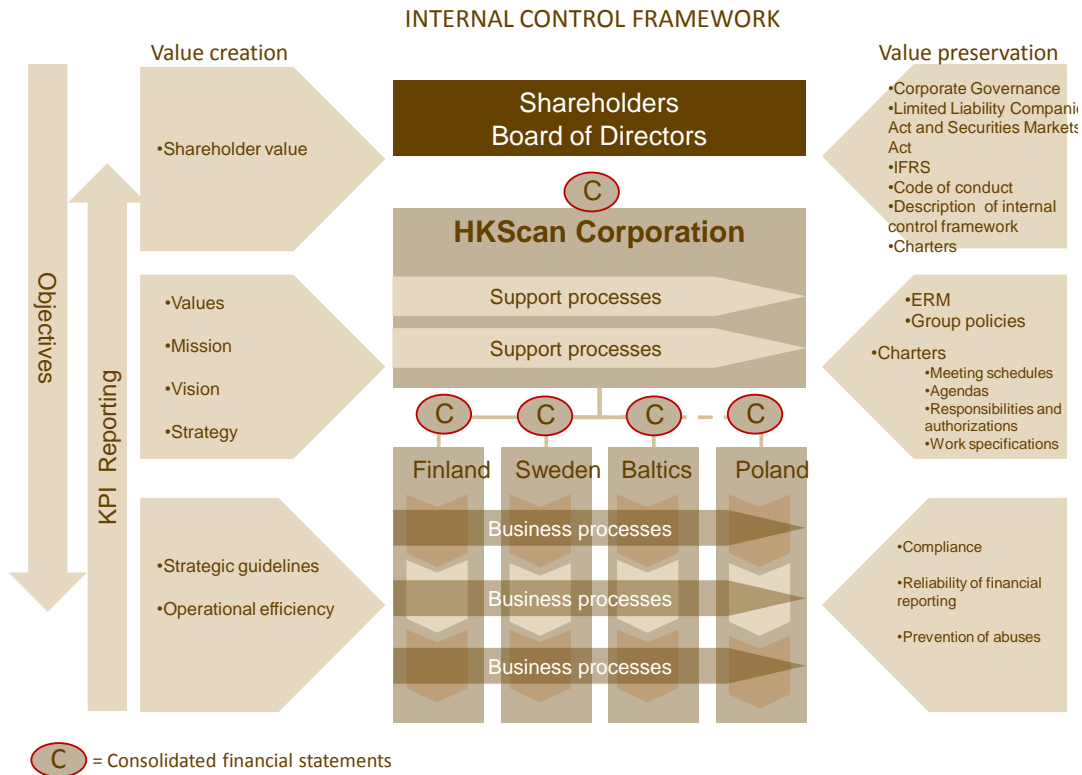 INTERNAL CONTROL FRAMEWORK
Value creation
Value preservation
Objectives
KPI Reporting
•Shareholder value
Shareholders
Board of Directors
•Corporate Governance
•Limited Liability Companie
Act and Securities Markets
Act
•IFRS
•Code of conduct
•Description of internal
control framework
•Charters
C
HKScan Corporation
Support processes
Support processes
•Values
•Mission
•Vision
•Strategy
•ERM
•Group policies
•Charters
•Meeting schedules
•Agendas
•Responsibilities and
authorizations
•Work specifications
C C C C
Finland Sweden Baltics Poland
Business processes
Business processes
Business processes
•Strategic guidelines
•Operational efficiency
•Compliance
•Reliability of financial
reporting
•Prevention of abuses
C = Consolidated financial statements